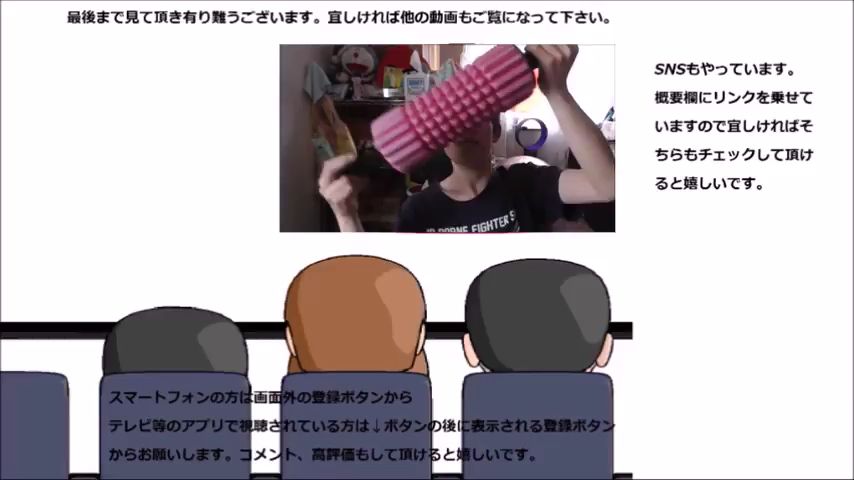 最後まで見て頂き有り難うございます。宜しければ他の動画もご覧になって下さい。
SNSもやっています。
概要欄にリンクを乗せて
いますので宜しければそ
ちらもチェックして頂け
ると嬉しいです。
BORNE FIGHTER S
スマートフォンの方は画面外の登録ボタンから
テレビ等のアプリで視聴されている方は↓ボタンの後に表示される登録ボタン
からお願いします。コメント、高評価もして頂けると嬉しいです。